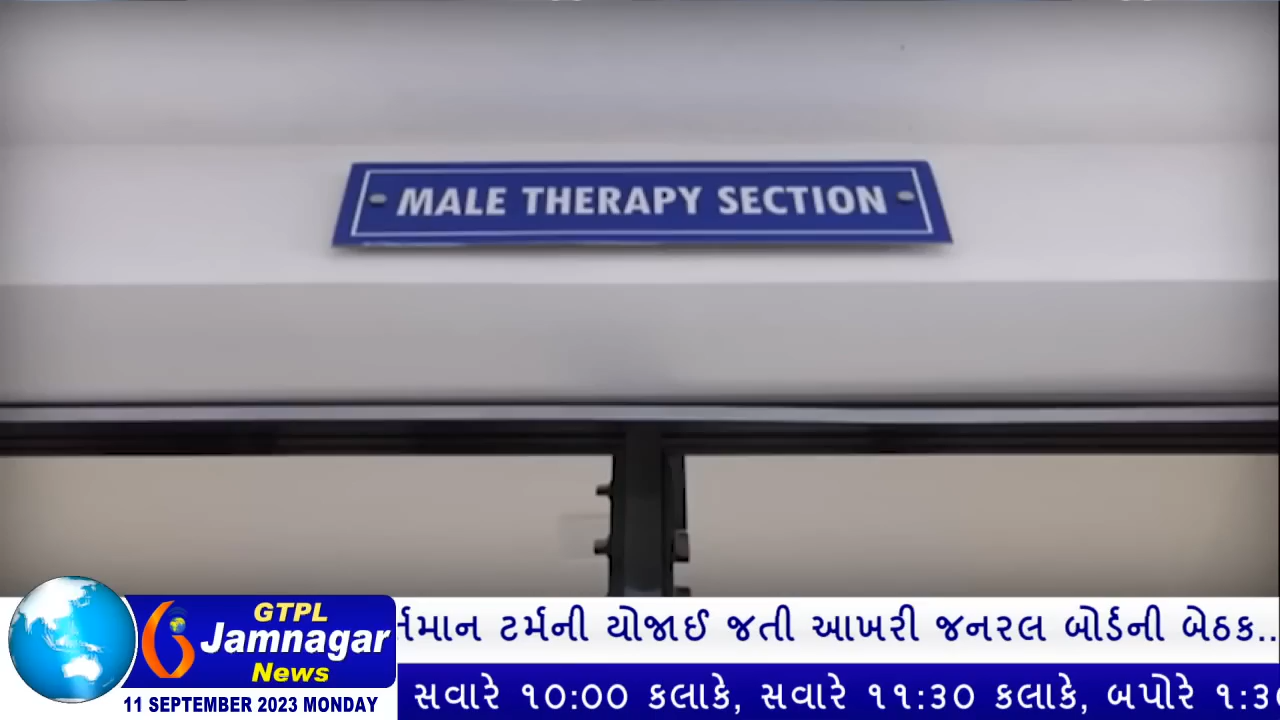 MALE THERAPY SECTION
GTPL
Jamnagar
News
11 SEPTEMBER 2023 MONDAY
ટર્મની યોજાઈ જતી આખરી જનરલ બોર્ડની બેઠક..
સવારે ૧૦:૦૦ કલાકે, સવારે ૧૧:૩૦ કલાકે, બપોરે